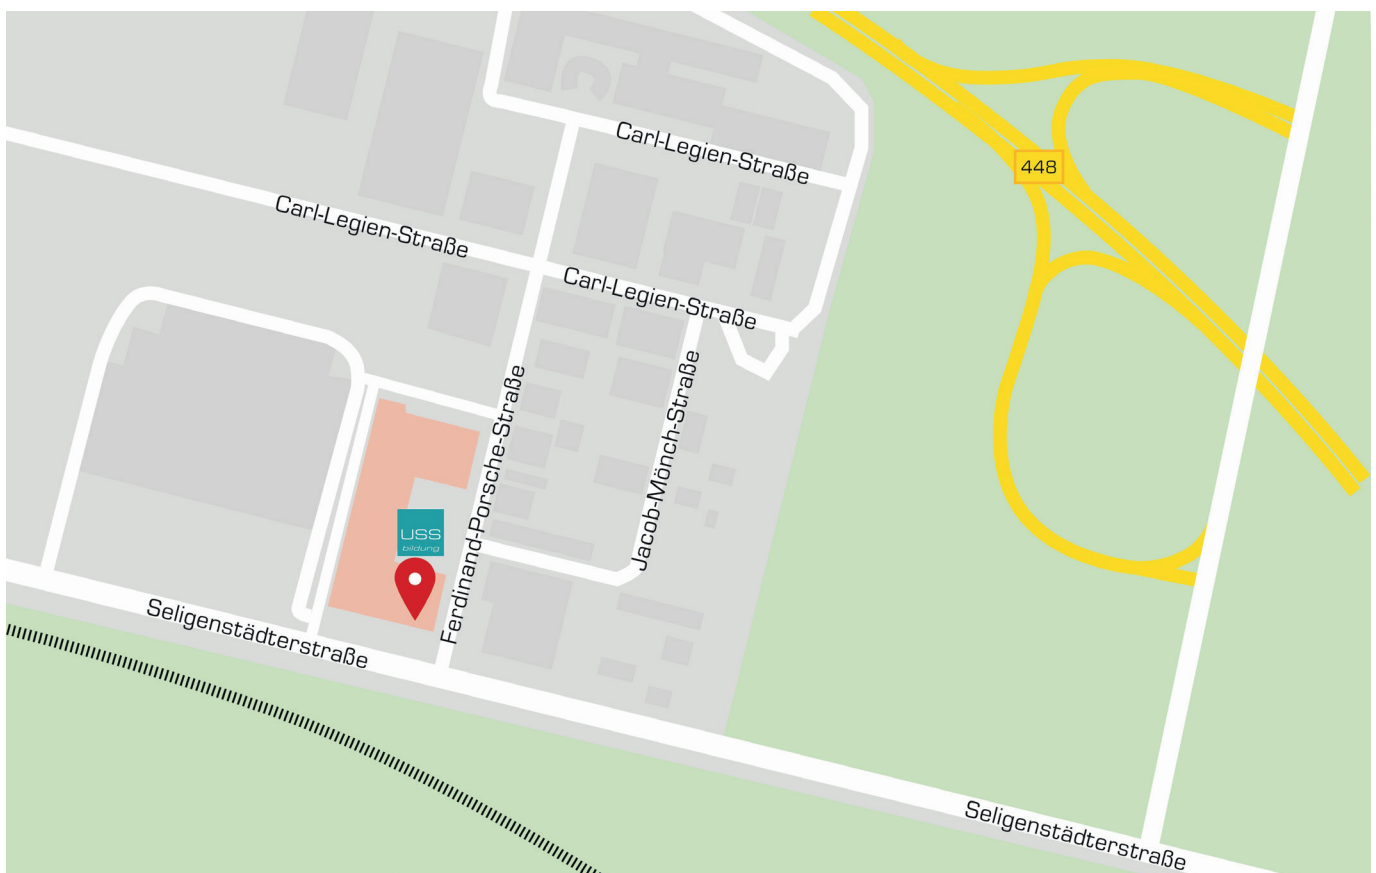 Carl-Legien-Straße
448
Carl-Legien-Straße
Carl-Legien-Straße
Ferdinand-Porsche-Straße
Jacob-Mönch-Straße
USS
bildung
Seligenstädterstraße
Seligenstädterstraße